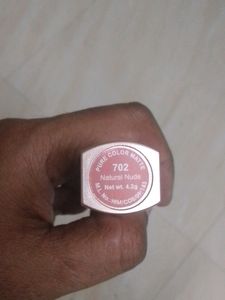 PURE COLOR MATTE
702
Natural Nude
Net wt. 4.2g